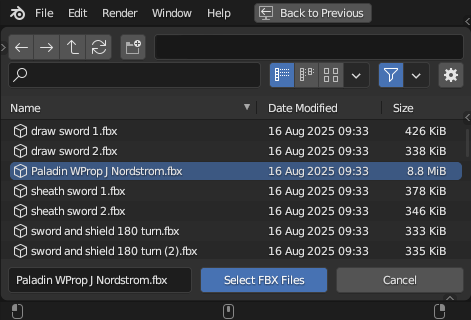 File Edit Render Window Help Back to Previous
Name Date Modified Size
draw sword 1.fbx 16 Aug 2025 09:33 426 KiB
draw sword 2.fbx 16 Aug 2025 09:33 338 KiB
Paladin WProp J Nordstrom.fbx 16 Aug 2025 09:33 8.8 MiB
sheath sword 1.fbx 16 Aug 2025 09:33 378 KiB
sheath sword 2.fbx 16 Aug 2025 09:33 346 KiB
sword and shield 180 turn.fbx 16 Aug 2025 09:33 333 KiB
sword and shield 180 turn (2).fbx 16 Aug 2025 09:33 335 KiB
Paladin WProp J Nordstrom.fbx Select FBX Files Cancel